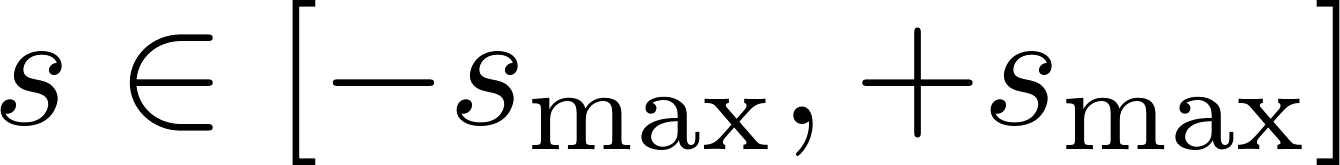 s ∈ [−s_max, +s_max]